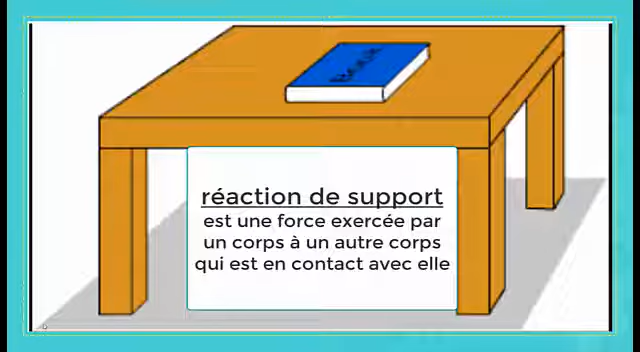 réaction de support
est une force exercée par
un corps à un autre corps
qui est en contact avec elle